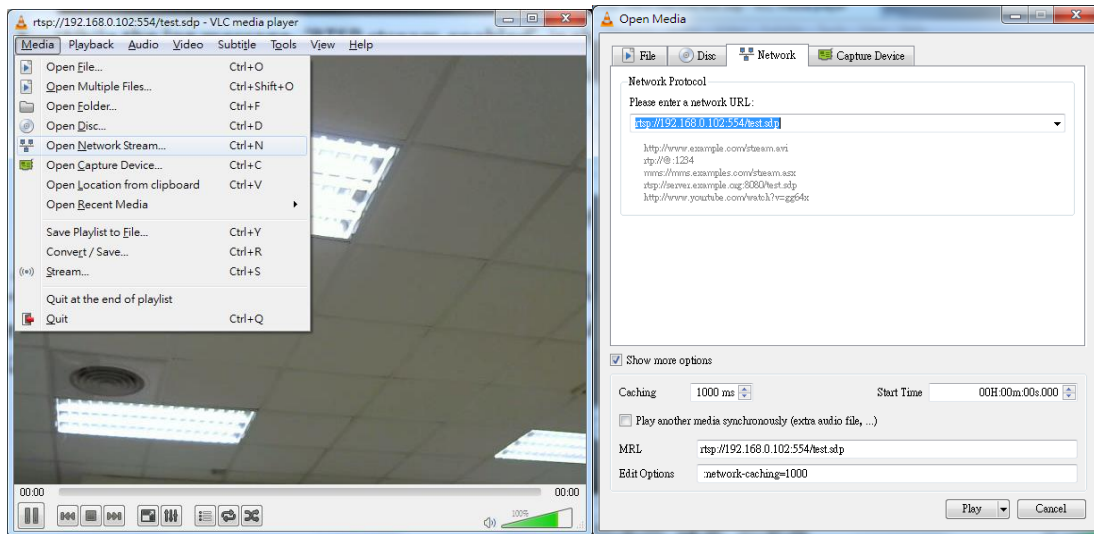 rtsp://192.168.0.102:554/test.sdp - VLC media player
Media Playback Audio Video Subtitle Tools View Help
Open File... Ctrl+O
Open Multiple Files... Ctrl+Shift+O
Open Folder... Ctrl+F
Open Disc... Ctrl+D
Open Network Stream... Ctrl+N
Open Capture Device... Ctrl+C
Open Location from clipboard Ctrl+V
Open Recent Media
Save Playlist to File... Ctrl+Y
Convert / Save... Ctrl+R
Stream... Ctrl+S
Quit at the end of playlist
Quit Ctrl+Q
00:00 00:00
100%
Open Media
File Disc Network Capture Device
Network Protocol
Please enter a network URL:
rtsp://192.168.0.102:554/test.sdp
http://www.example.com/stream.avi
rtp://@:1234
mms://mms.examples.com/stream.asx
rtsp://server.example.org:8080/test.sdp
http://www.yourtube.com/watch?v=gg64x
Show more options
Caching 1000 ms Start Time 00H:00m:00s.000
Play another media synchronously (extra audio file, ...)
MRL rtsp://192.168.0.102:554/test.sdp
Edit Options :network-caching=1000
Play Cancel